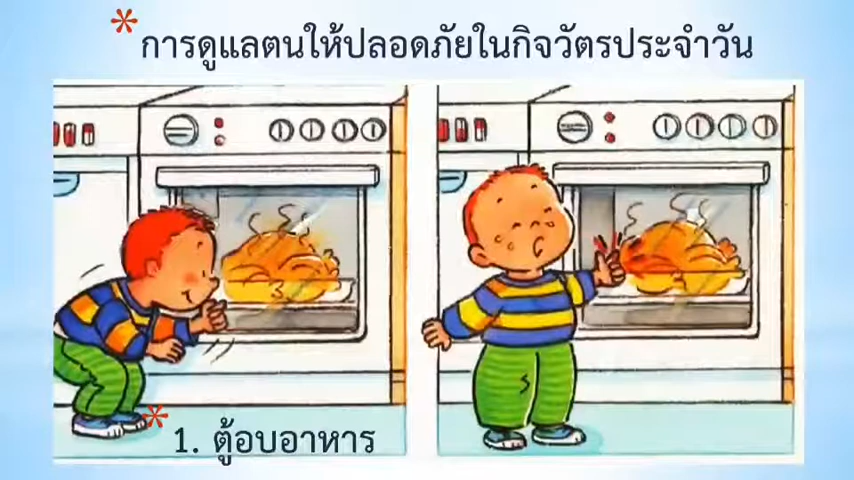 * การดูแลตนให้ปลอดภัยในกิจวัตรประจำวัน
* 1. ตู้อบอาหาร